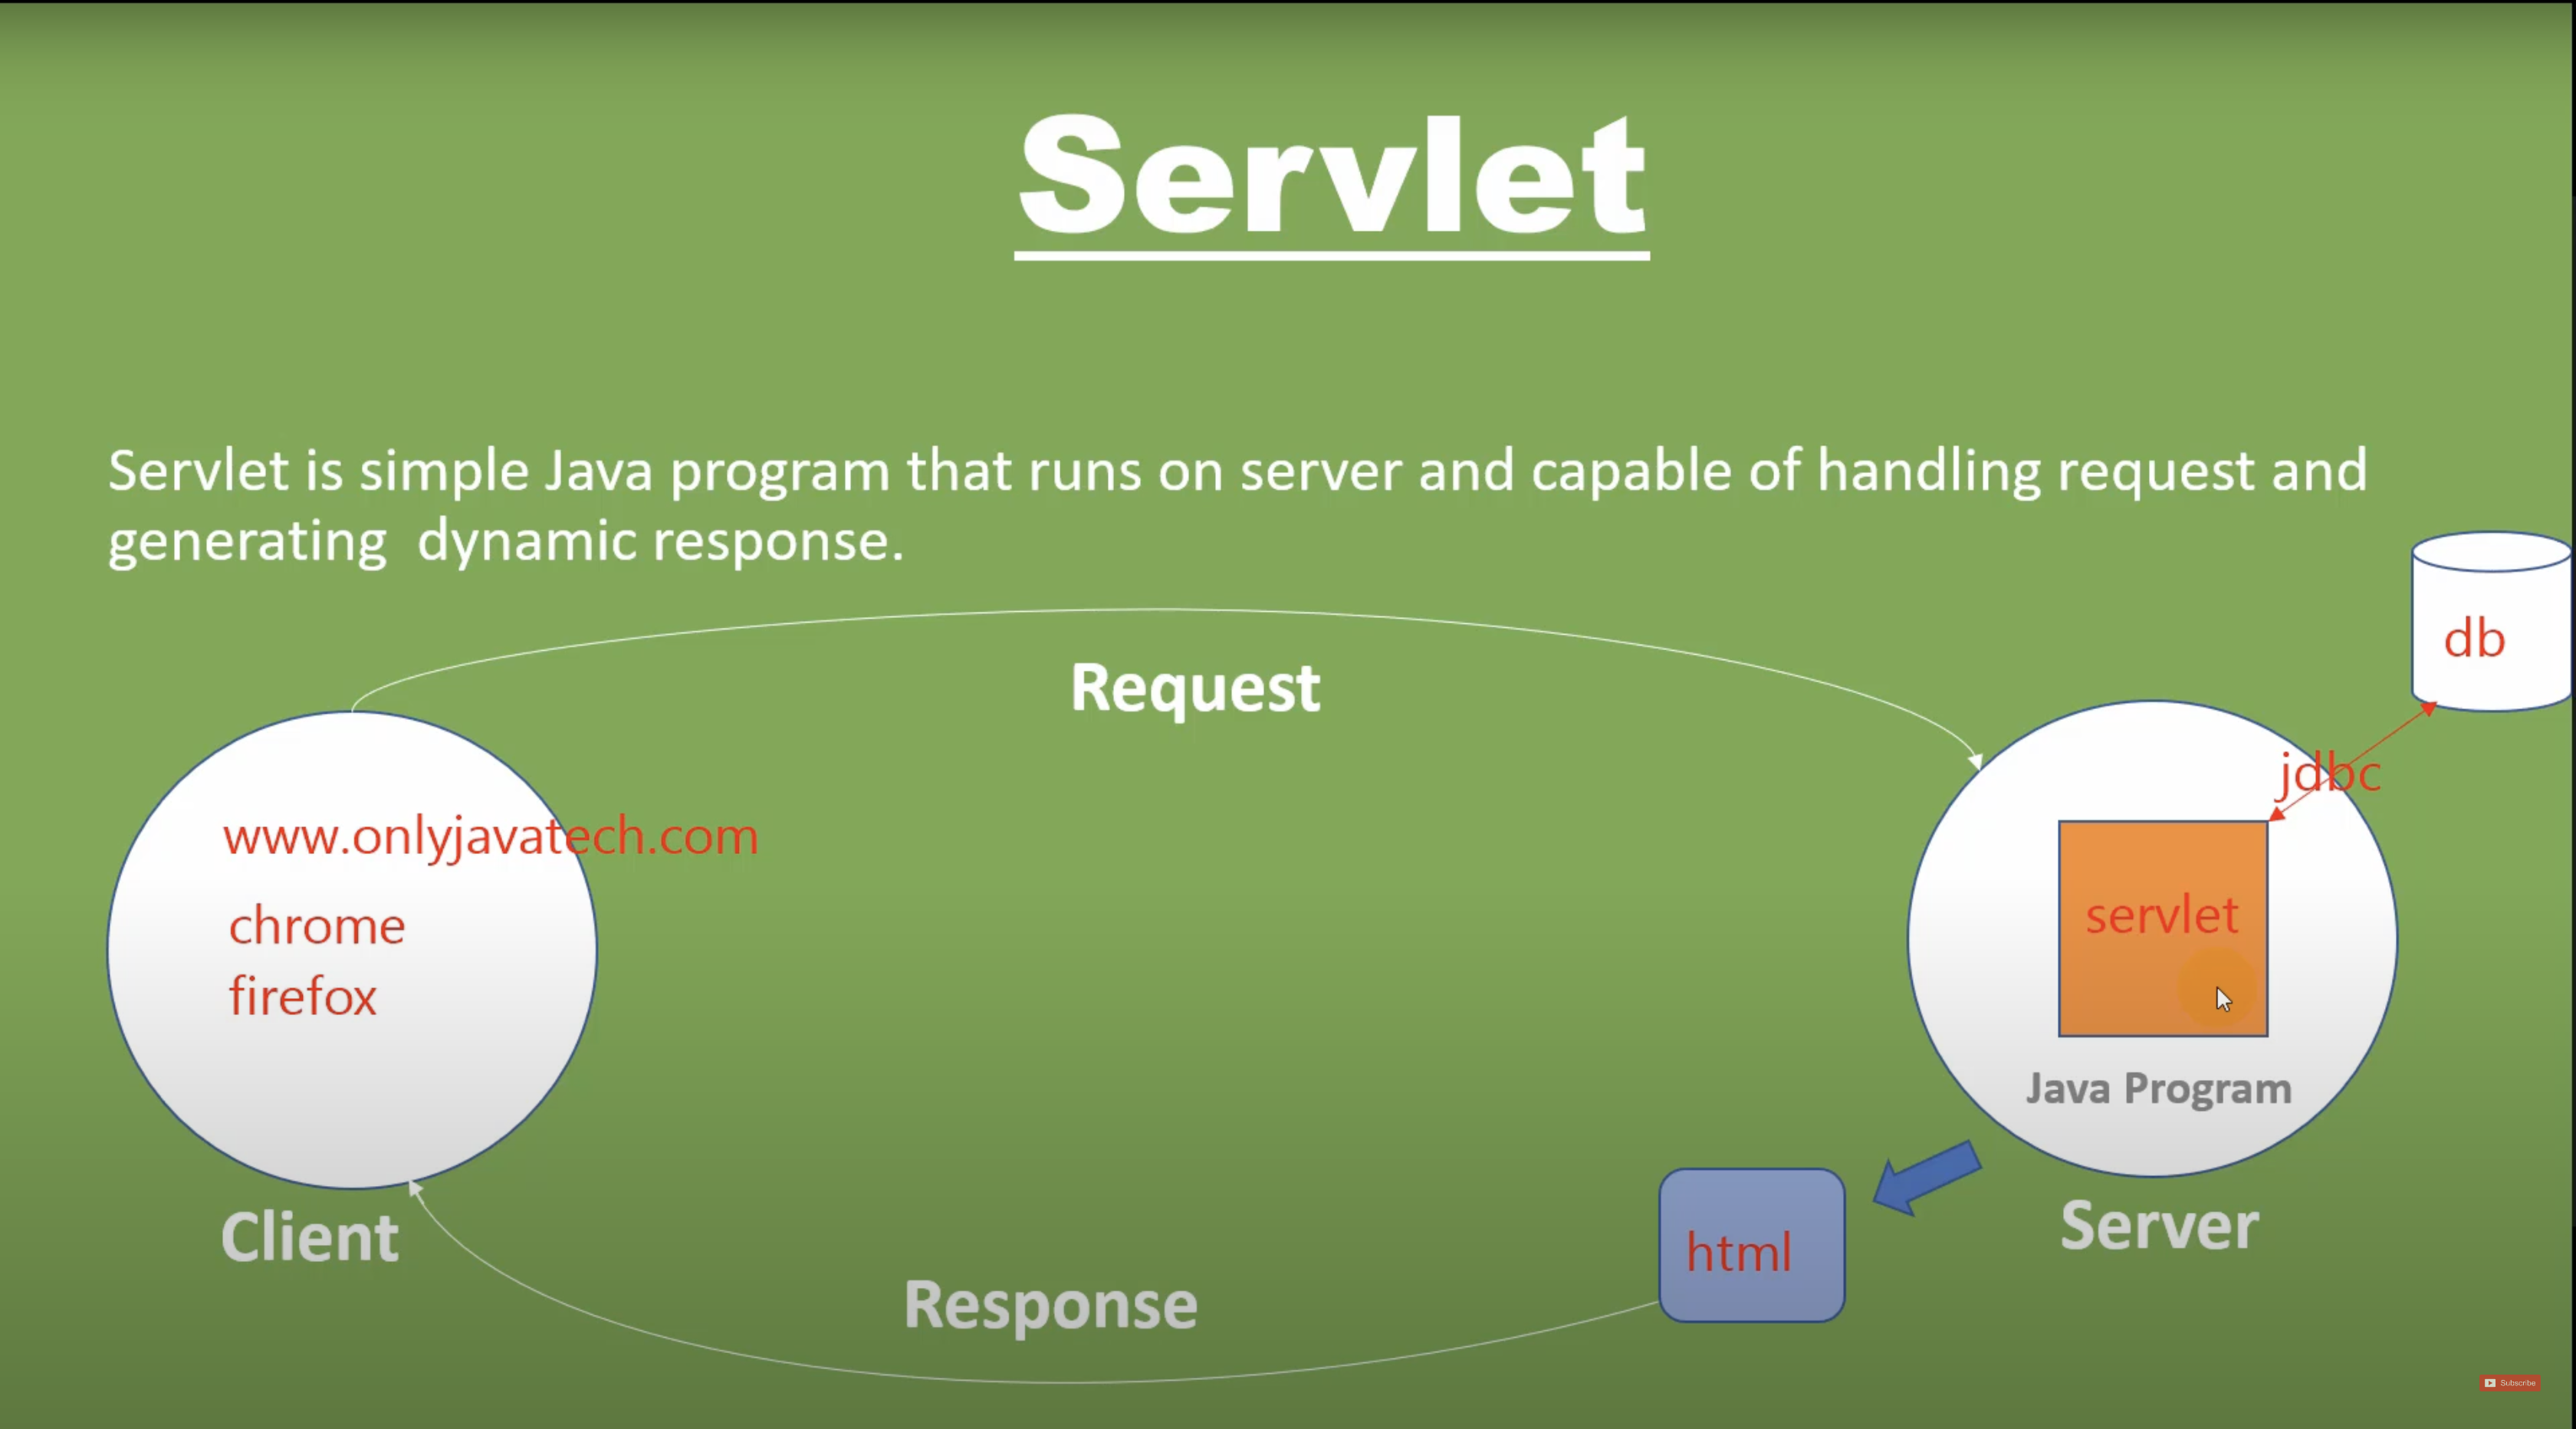 Servlet
Servlet is simple Java program that runs on server and capable of handling request and
generating dynamic response.
db
Request
jdbc
www.onlyjavatech.com
chrome
firefox
servlet
Java Program
Client
Server
html
Response
Subscribe